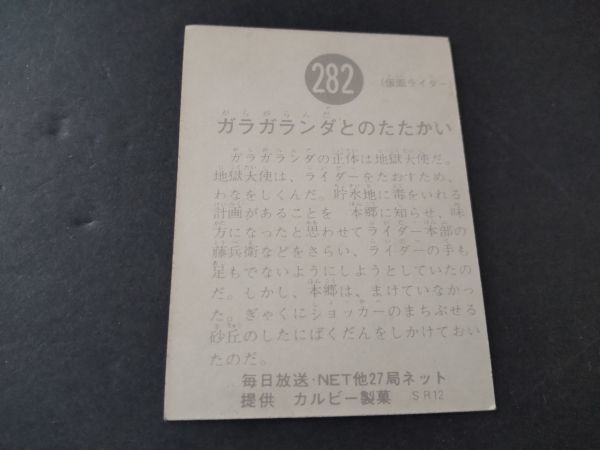 282
仮面ライダー
ガラガランダとのたたかい
ガラガランダの正体は地獄大使だ。
地獄大使は、ライダーをたおすため、
わなをしくんだ。貯水地に毒をいれる
計画があることを 本郷に知らせ、味
方になったと思わせてライダー本部の
藤兵衛などをさらい、ライダーの手も
足もでないようにしようとしていたの
だ。しかし、本郷は、まけていなかっ
た。ぎゃくにショッカーのまちぶせる
砂丘のしたにばくだんをしかけておい
たのだ。
毎日放送・NET他27局ネット
提供 カルビー製菓 SR12